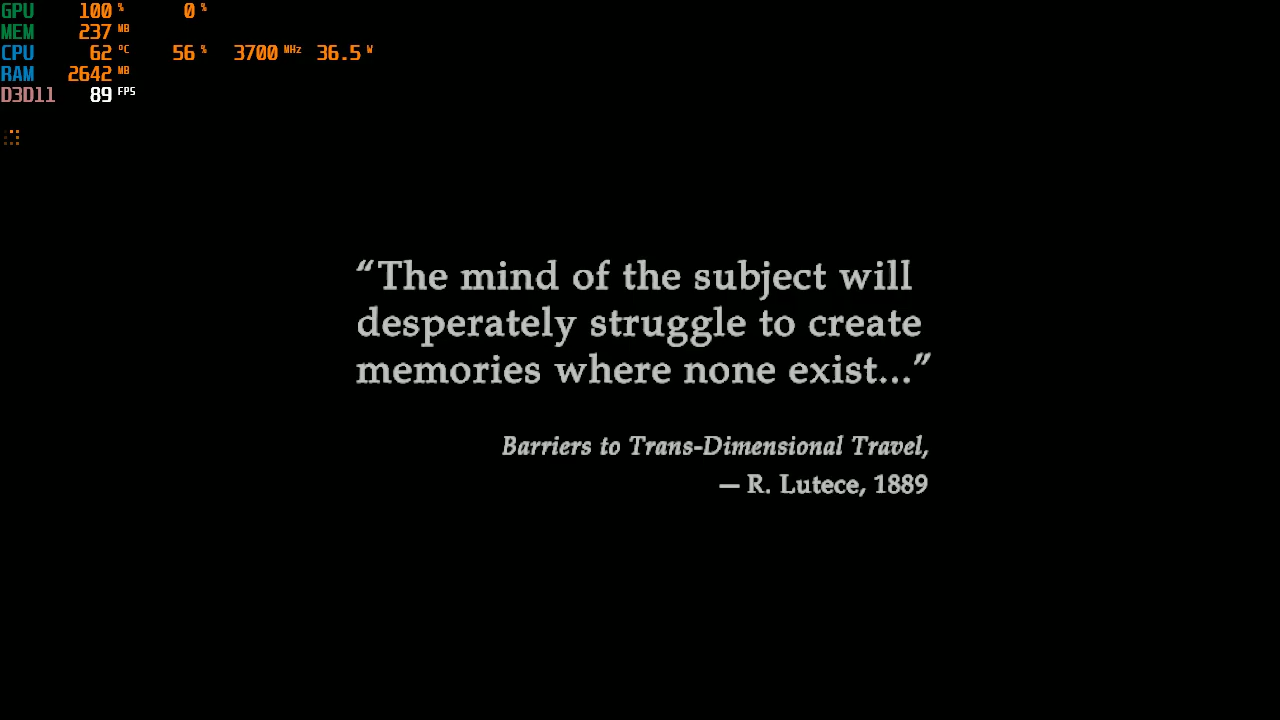 GPU 100 % 0 %
MEM 237 MB
CPU 62 °C 56 % 3700 MHz 36.5 W
RAM 2642 MB
D3D11 89 FPS
“The mind of the subject will
desperately struggle to create
memories where none exist...”
Barriers to Trans-Dimensional Travel,
— R. Lutece, 1889